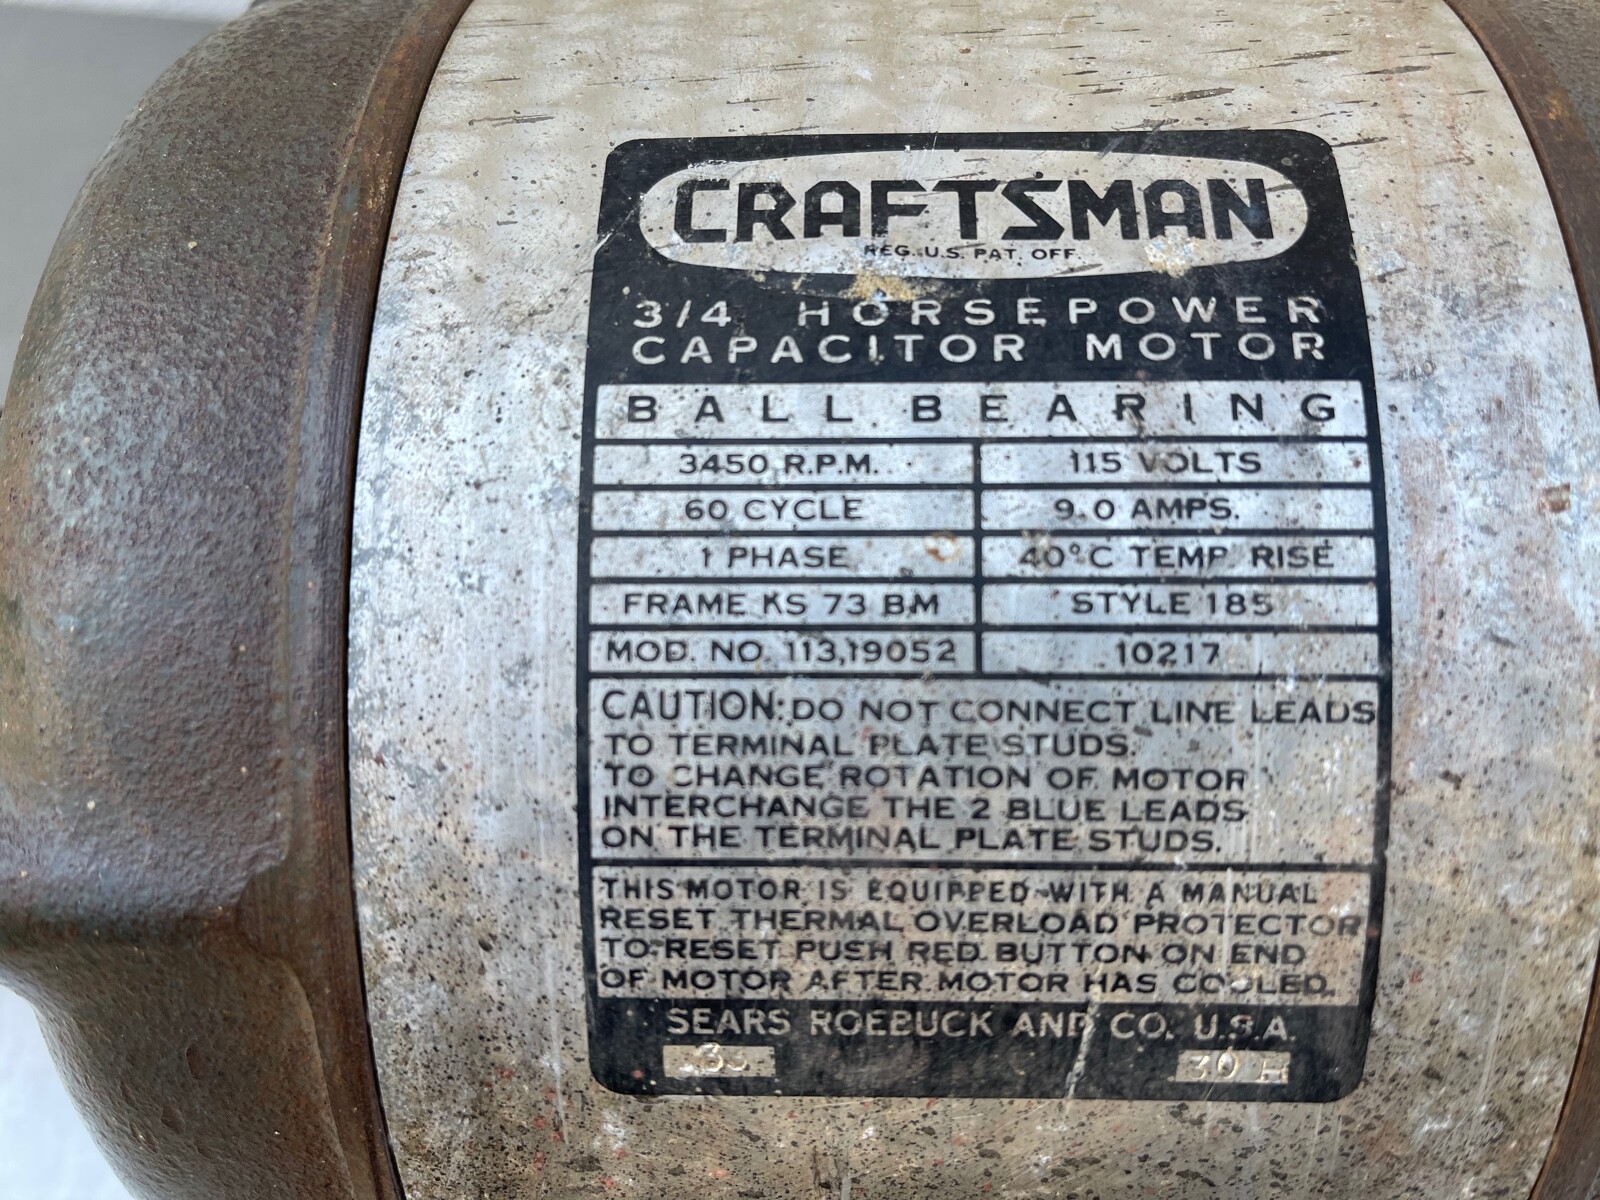 CRAFTSMAN
REG. U.S. PAT. OFF.
3/4 HORSEPOWER
CAPACITOR MOTOR
BALL BEARING
3450 R.P.M. 115 VOLTS
60 CYCLE 9.0 AMPS.
1 PHASE 40°C TEMP. RISE
FRAME KS 73 BM STYLE 185
MOD. NO. 113,19052 10217
CAUTION: DO NOT CONNECT LINE LEADS
TO TERMINAL PLATE STUDS.
TO CHANGE ROTATION OF MOTOR
INTERCHANGE THE 2 BLUE LEADS
ON THE TERMINAL PLATE STUDS.
THIS MOTOR IS EQUIPPED WITH A MANUAL
RESET THERMAL OVERLOAD PROTECTOR
TO RESET PUSH RED BUTTON ON END
OF MOTOR AFTER MOTOR HAS COOLED.
SEARS ROEBUCK AND CO. U.S.A.
30 H